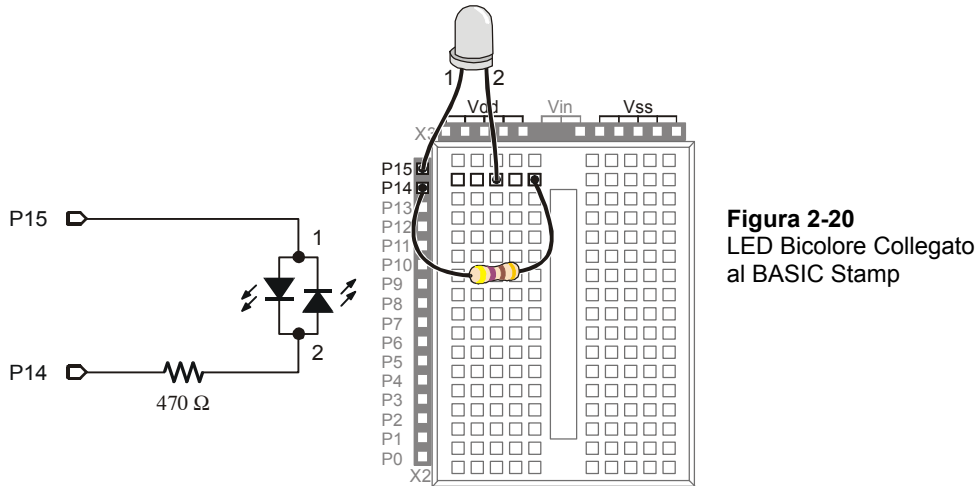 P15
1
2
P14
470 Ω
1 2
Vdd Vin Vss
X3
P15
P14
P13
P12
P11
P10
P9
P8
P7
P6
P5
P4
P3
P2
P1
P0
X2
Figura 2-20
LED Bicolore Collegato
al BASIC Stamp